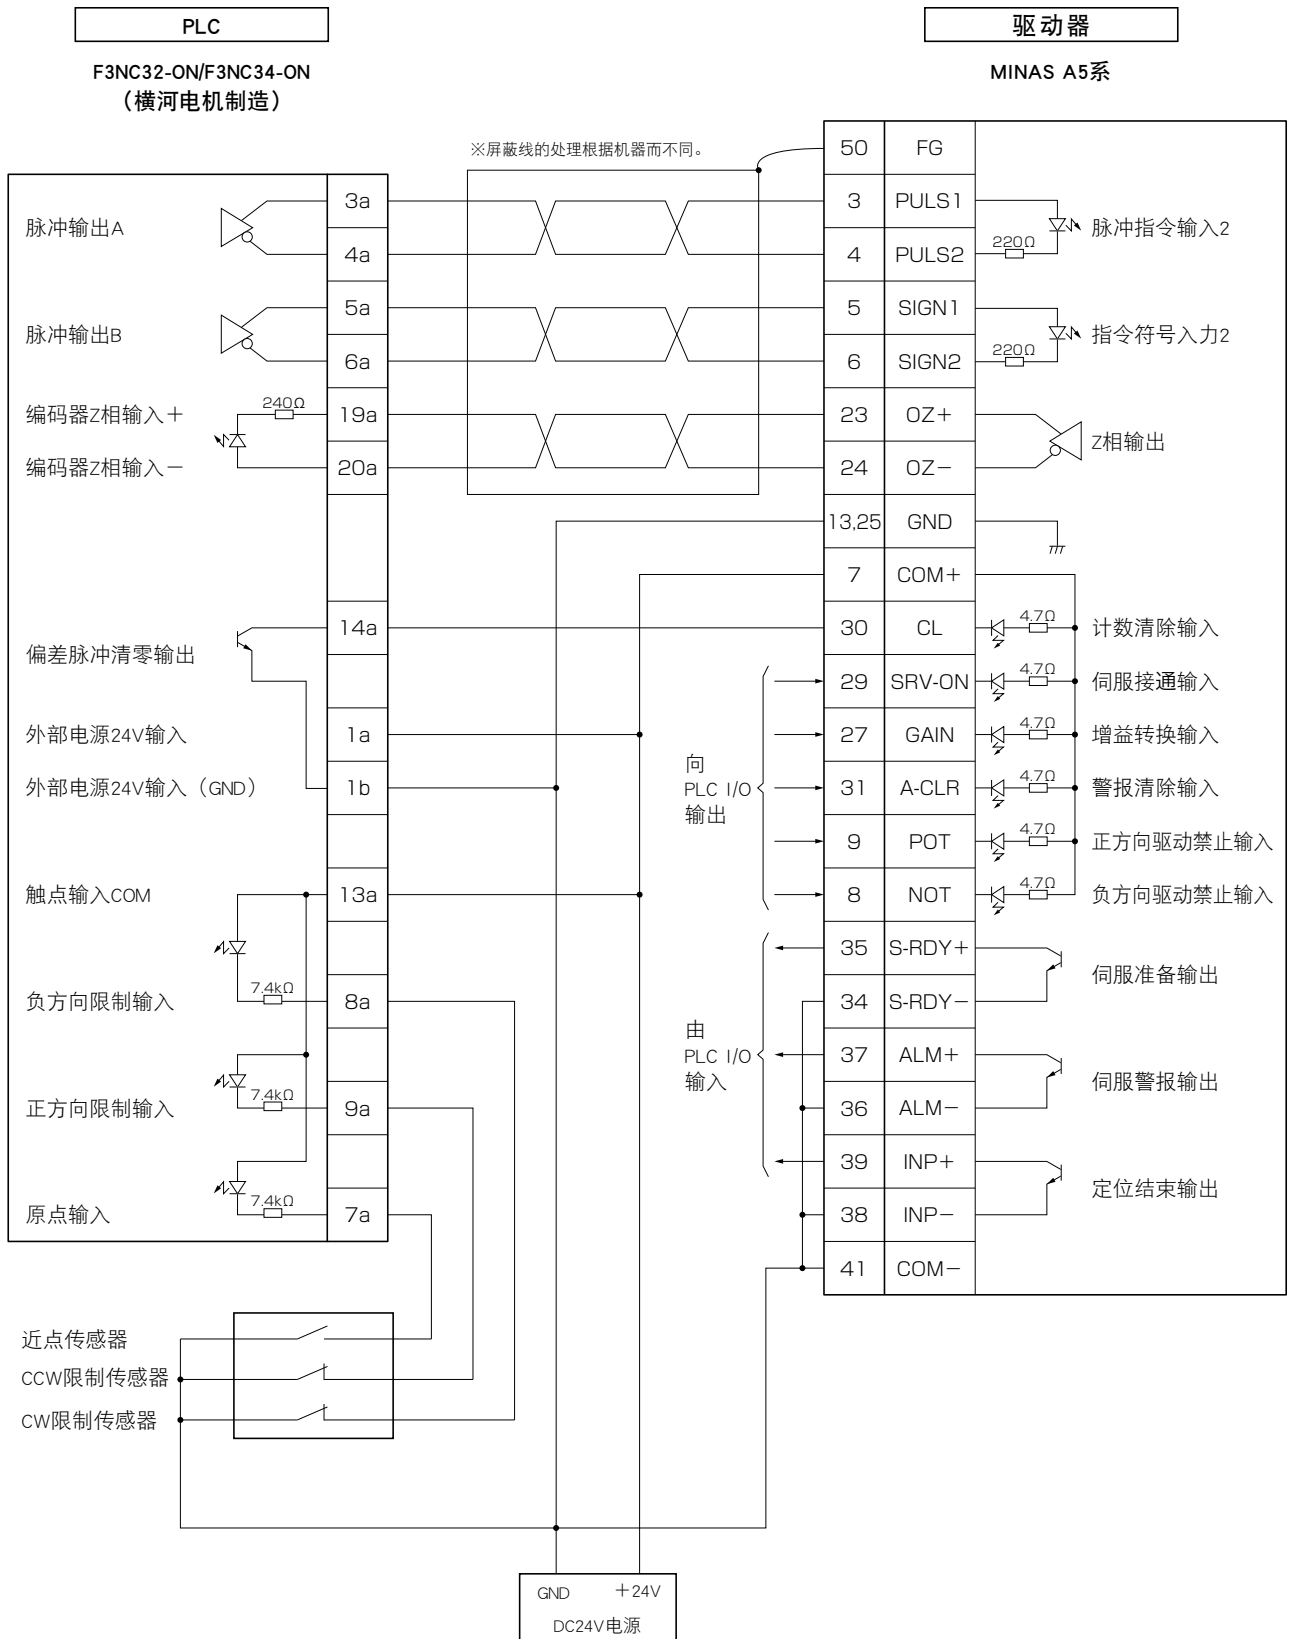 PLC
F3NC32-ON/F3NC34-ON
（横河电机制造）
驱动器
MINAS A5系
※屏蔽线的处理根据机器而不同。
脉冲输出A
3a
4a
脉冲输出B
5a
6a
编码器Z相输入＋
240Ω
19a
编码器Z相输入－
20a
偏差脉冲清零输出
14a
外部电源24V输入
1a
外部电源24V输入（GND）
1b
触点输入COM
13a
负方向限制输入
7.4kΩ
8a
正方向限制输入
7.4kΩ
9a
原点输入
7.4kΩ
7a
50 FG
3 PULS1
4 PULS2
220Ω
脉冲指令输入2
5 SIGN1
6 SIGN2
220Ω
指令符号入力2
23 OZ+
24 OZ－
Z相输出
13,25 GND
7 COM+
30 CL 4.7Ω 计数清除输入
29 SRV-ON 4.7Ω 伺服接通输入
27 GAIN 4.7Ω 增益转换输入
31 A-CLR 4.7Ω 警报清除输入
9 POT 4.7Ω 正方向驱动禁止输入
8 NOT 4.7Ω 负方向驱动禁止输入
向
PLC I/O
输出
35 S-RDY+
34 S-RDY－
伺服准备输出
37 ALM+
36 ALM－
伺服警报输出
39 INP+
38 INP－
定位结束输出
41 COM－
由
PLC I/O
输入
近点传感器
CCW限制传感器
CW限制传感器
GND ＋24V
DC24V电源